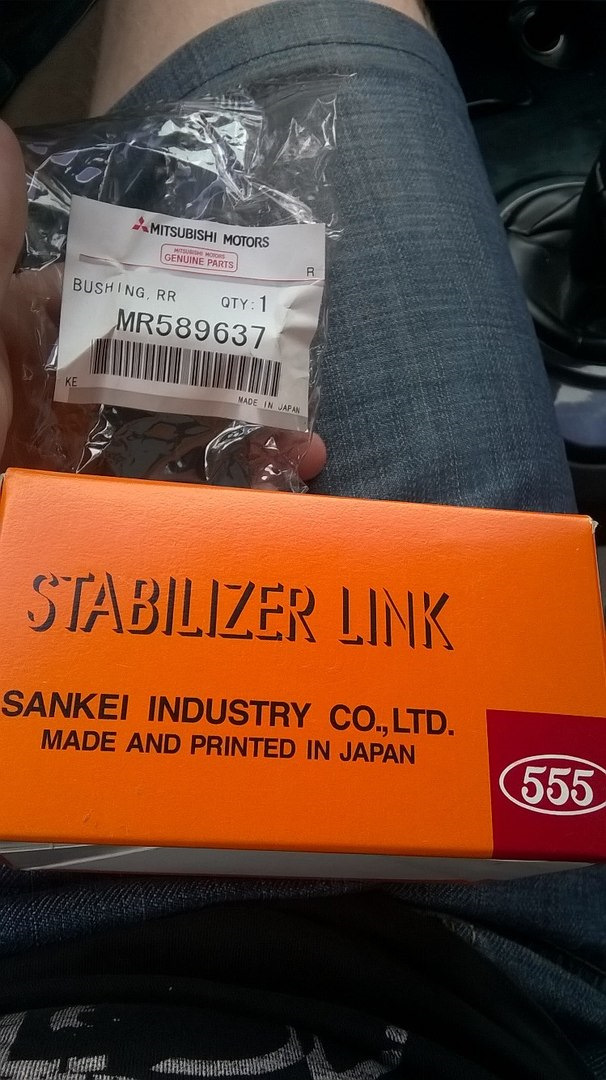 MITSUBISHI MOTORS
MITSUBISHI MOTORS
GENUINE PARTS
R
BUSHING, RR QTY:1
MR589637
KE
MADE IN JAPAN
STABILIZER LINK
SANKEI INDUSTRY CO.,LTD.
MADE AND PRINTED IN JAPAN
555